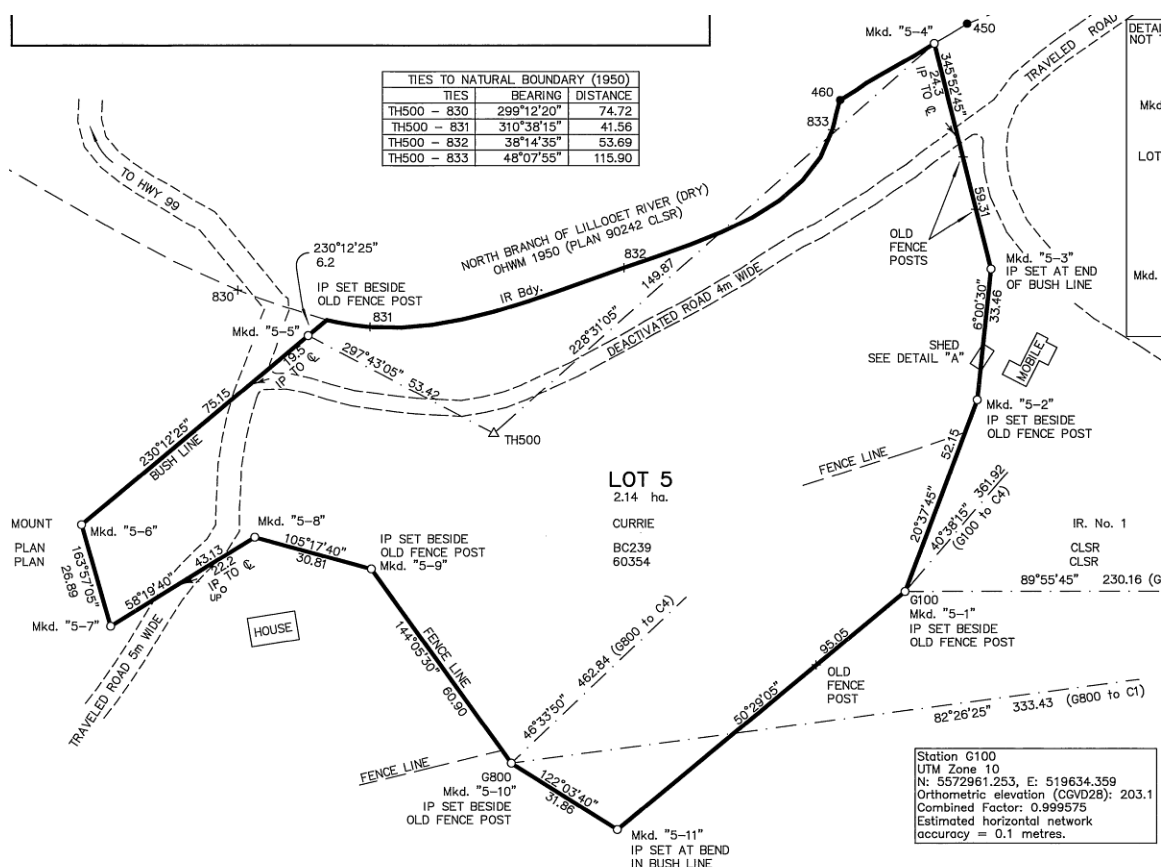 Mkd. "5-4"
450
DETA
NOT
TRAVELED ROAD
TIES TO NATURAL BOUNDARY (1950)
TIES BEARING DISTANCE
TH500 - 830 299°12'20" 74.72
TH500 - 831 310°38'15" 41.56
TH500 - 832 38°14'35" 53.69
TH500 - 833 48°07'55" 115.90
345°52'45"
24.3
IP TO ℄
460
833
Mkd
LOT
TO HWY 99
59.31
NORTH BRANCH OF LILLOOET RIVER (DRY)
OHWM 1950 (PLAN 90242 CLSR)
OLD
FENCE
POSTS
230°12'25"
6.2
832
149.87
Mkd. "5-3"
IP SET AT END
OF BUSH LINE
Mkd.
830
IP SET BESIDE
OLD FENCE POST
IR Bdy.
831
6°00'30"
33.46
Mkd. "5-5"
228°31'05"
DEACTIVATED ROAD 4m WIDE
SHED
SEE DETAIL "A"
MOBILE
19.5
IP TO ℄
297°43'05" 53.42
75.15
230°12'25"
BUSH LINE
TH500
Mkd. "5-2"
IP SET BESIDE
OLD FENCE POST
52.15
FENCE LINE
LOT 5
2.14 ha.
20°37'45"
40°38'15" 361.92
(G100 to C4)
MOUNT
PLAN
PLAN
Mkd. "5-6"
Mkd. "5-8"
CURRIE
BC239
60354
IR. No. 1
CLSR
CLSR
105°17'40"
30.81
IP SET BESIDE
OLD FENCE POST
Mkd. "5-9"
163°57'05"
26.89
43.13
22.2
58°19'40"
IP TO ℄
UP
89°55'45" 230.16 (G
G100
Mkd. "5-1"
IP SET BESIDE
OLD FENCE POST
Mkd. "5-7"
HOUSE
TRAVELED ROAD 5m WIDE
FENCE LINE
144°05'30"
60.90
46°33'50" 462.84 (G800 to C4)
95.05
50°29'05"
OLD
FENCE
POST
82°26'25" 333.43 (G800 to C1)
FENCE LINE
G800
Mkd. "5-10"
IP SET BESIDE
OLD FENCE POST
122°03'40"
31.86
Mkd. "5-11"
IP SET AT BEND
IN BUSH LINE
Station G100
UTM Zone 10
N: 5572961.253, E: 519634.359
Orthometric elevation (CGVD28): 203.1
Combined Factor: 0.999575
Estimated horizontal network
accuracy = 0.1 metres.